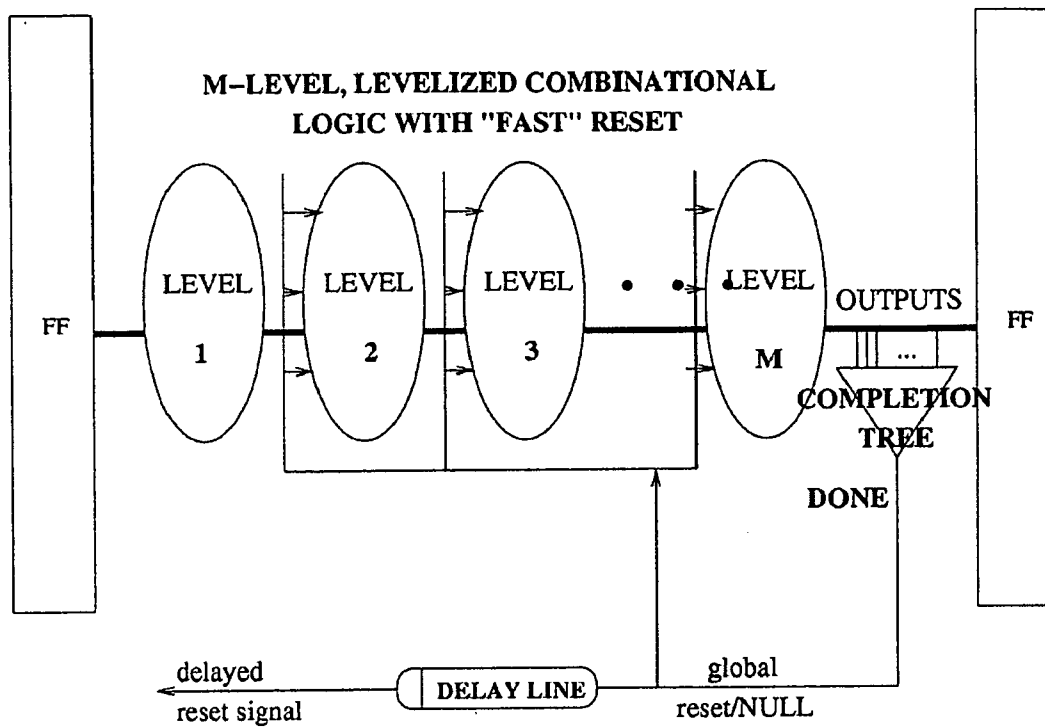 M-LEVEL, LEVELIZED COMBINATIONAL
LOGIC WITH "FAST" RESET
FF
LEVEL
1
LEVEL
2
LEVEL
3
• • •
LEVEL
M
OUTPUTS
FF
...
COMPLETION
TREE
DONE
delayed
reset signal
DELAY LINE
global
reset/NULL